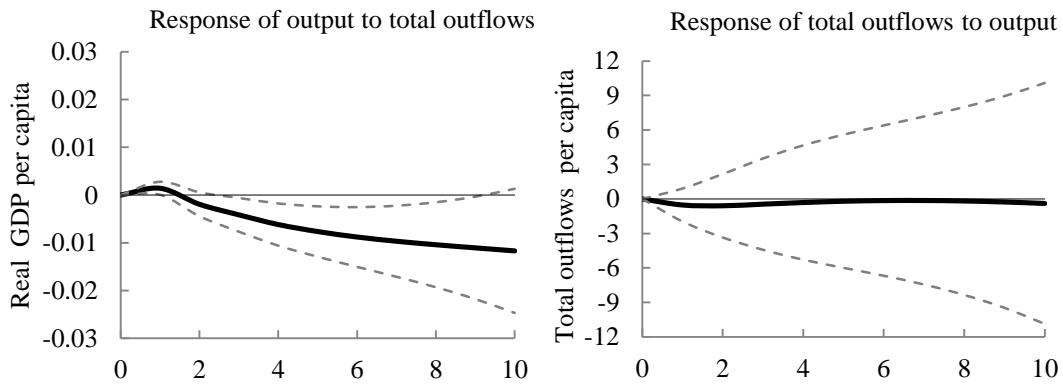 Response of output to total outflows
Real GDP per capita
0.03
0.02
0.01
0
-0.01
-0.02
-0.03
0 2 4 6 8 10
Response of total outflows to output
Total outflows per capita
12
9
6
3
0
-3
-6
-9
-12
0 2 4 6 8 10